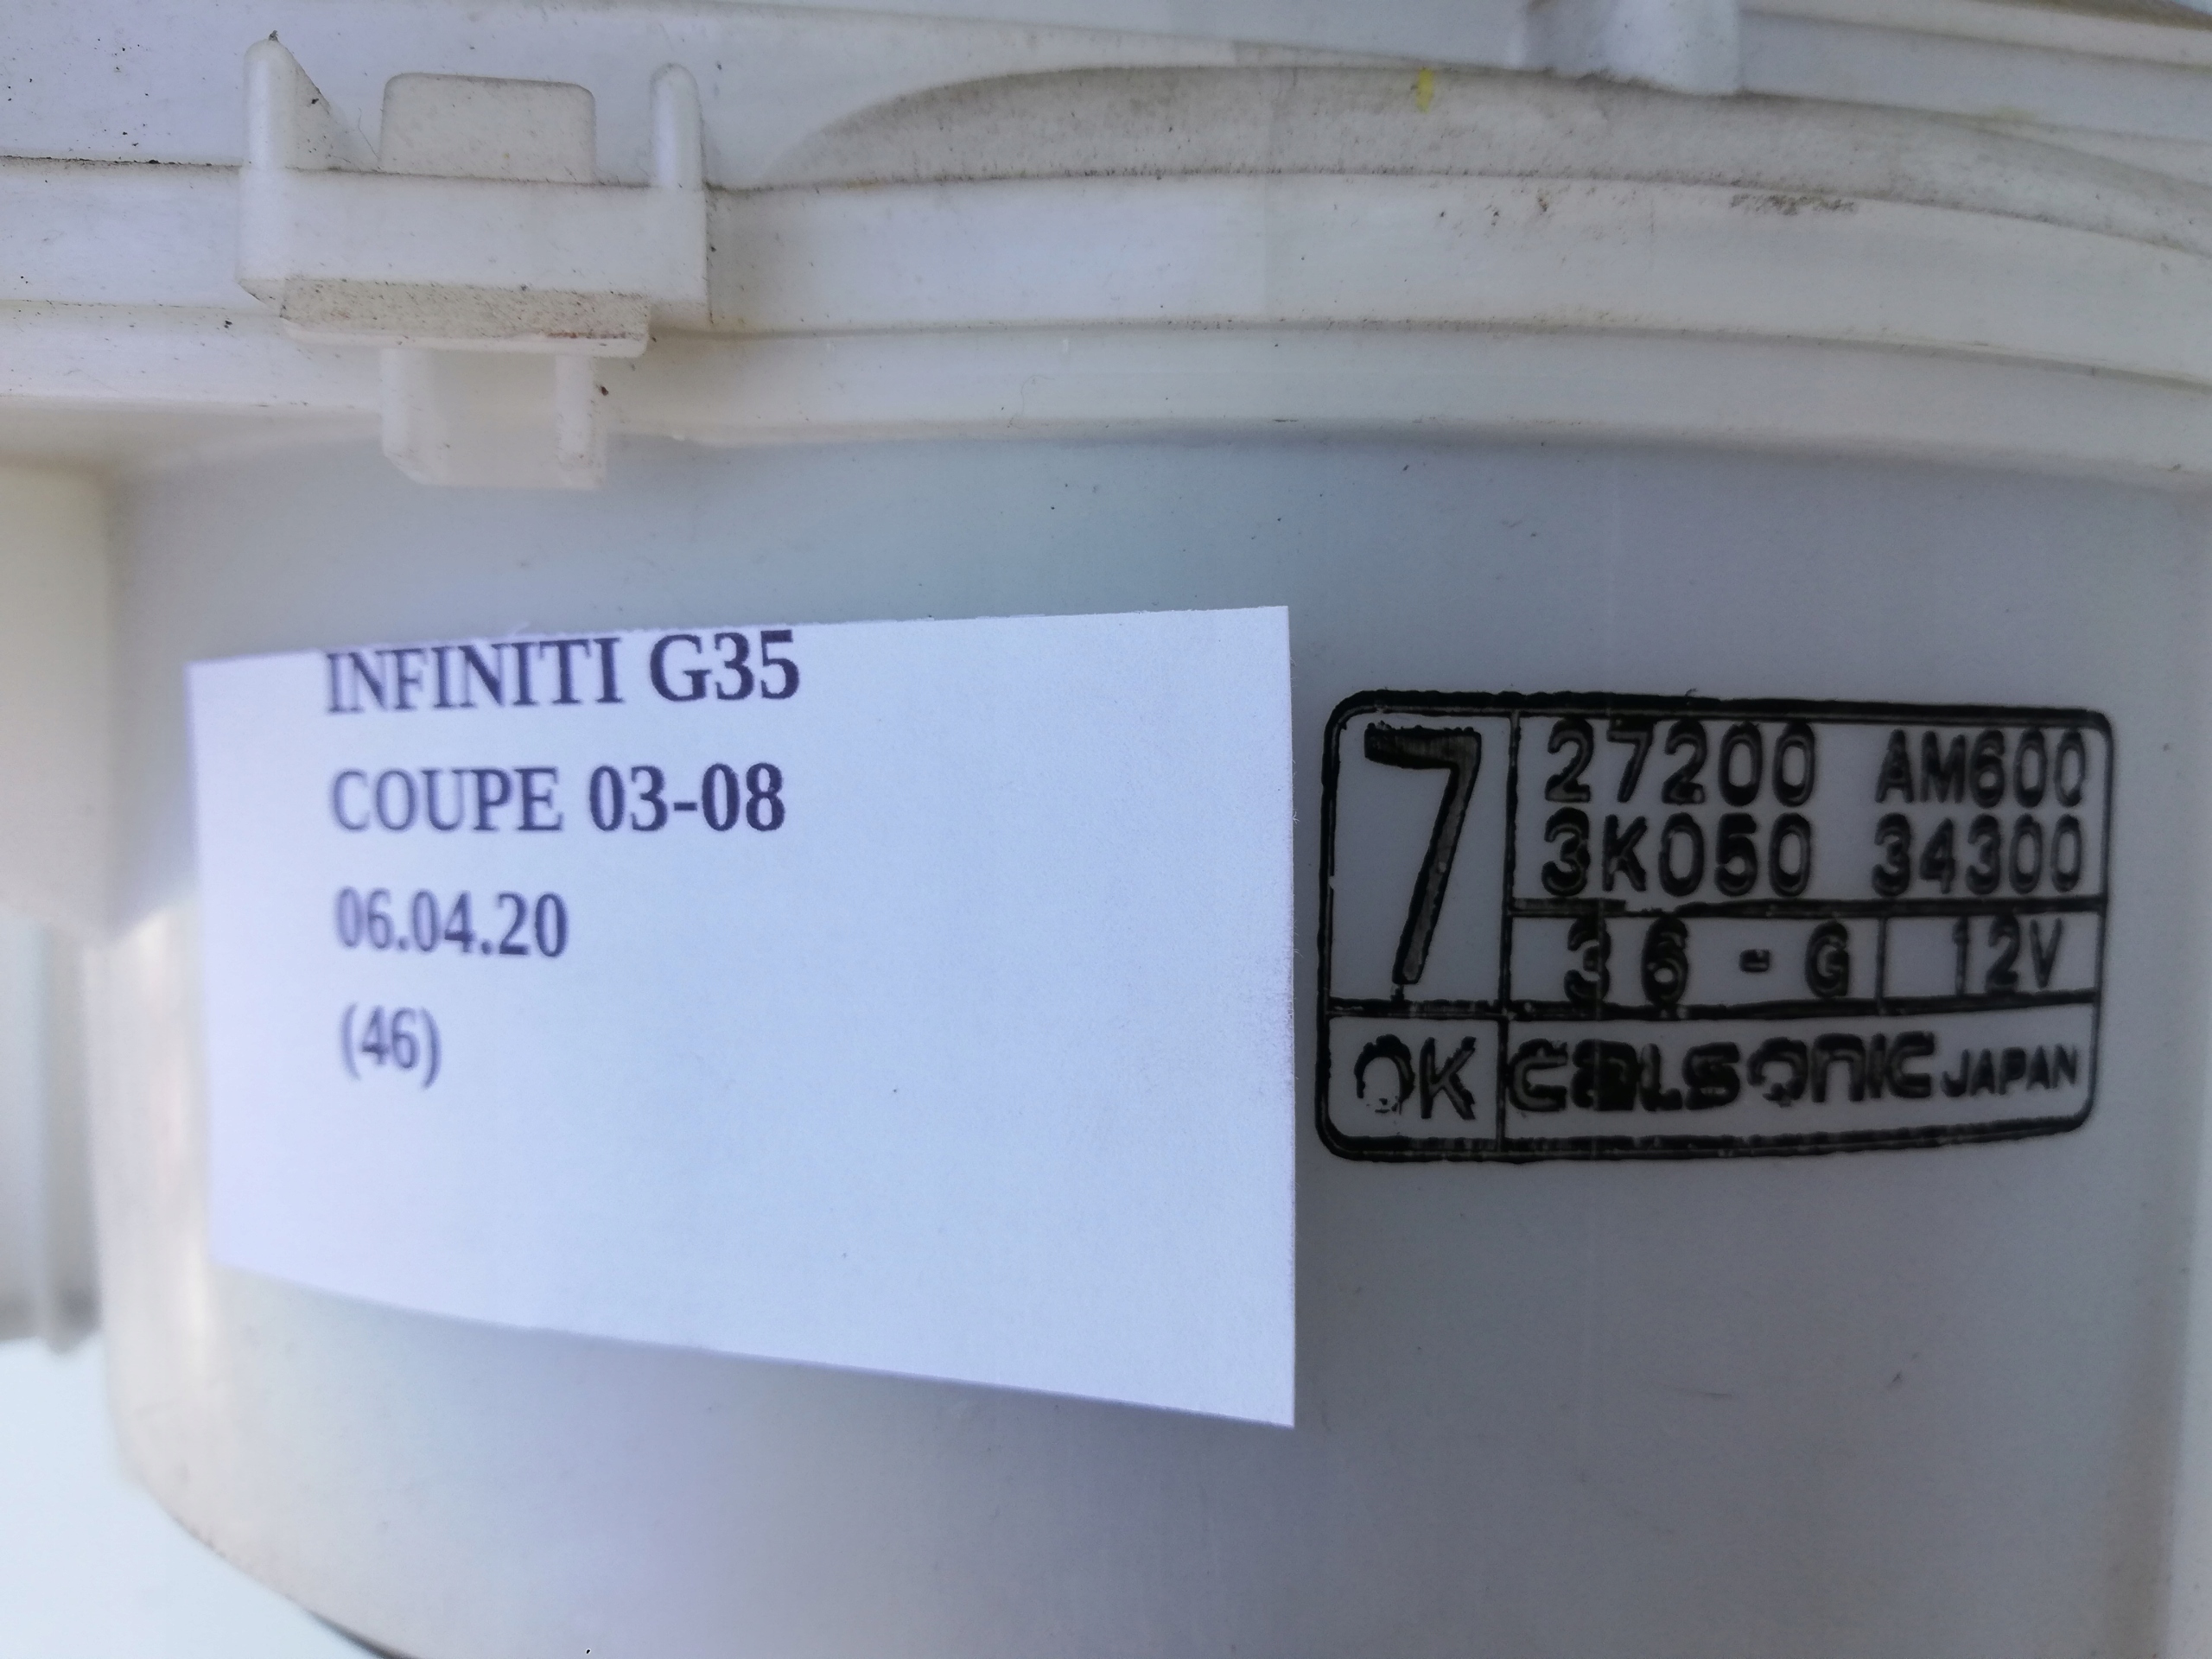 INFINITI G35
COUPE 03-08
06.04.20
(46)
7
27200 AM600
3K050 34300
36 - G 12V
OK CALSONIC JAPAN